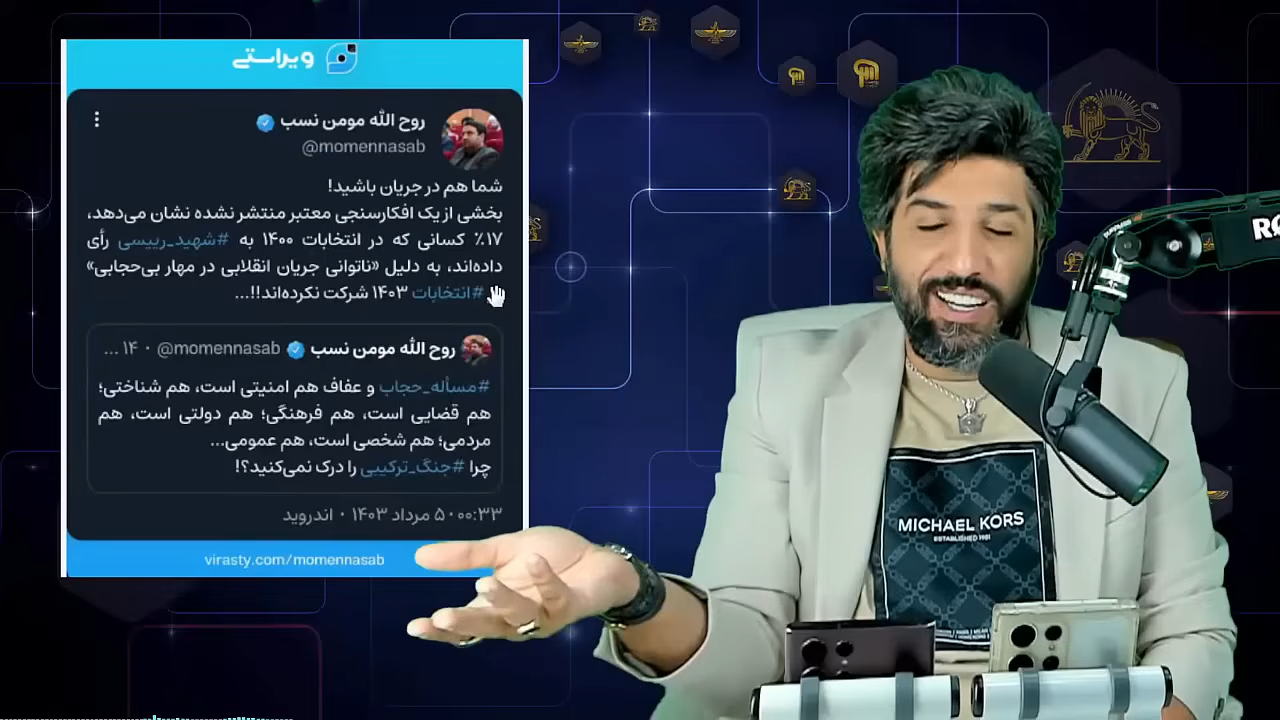 ویراستی
روح الله مومن نسب
@momennasab
شما هم در جریان باشید!
بخشی از یک افکارسنجی معتبر منتشر نشده نشان می‌دهد،
۱۷٪ کسانی که در انتخابات ۱۴۰۰ به #شهید_رییسی رأی
داده‌اند، به دلیل «ناتوانی جریان انقلابی در مهار بی‌حجابی»
#انتخابات ۱۴۰۳ شرکت نکرده‌اند!!...
روح الله مومن نسب @momennasab · ۱۴ ...
#مسأله_حجاب و عفاف هم امنیتی است، هم شناختی؛
هم قضایی است، هم فرهنگی؛ هم دولتی است، هم
مردمی؛ هم شخصی است، هم عمومی...
چرا #جنگ_ترکیبی را درک نمی‌کنید؟!
۰۰:۳۳ · ۵ مرداد ۱۴۰۳ · اندروید
virasty.com/momennasab
MICHAEL KORS
ESTABLISHED 1981